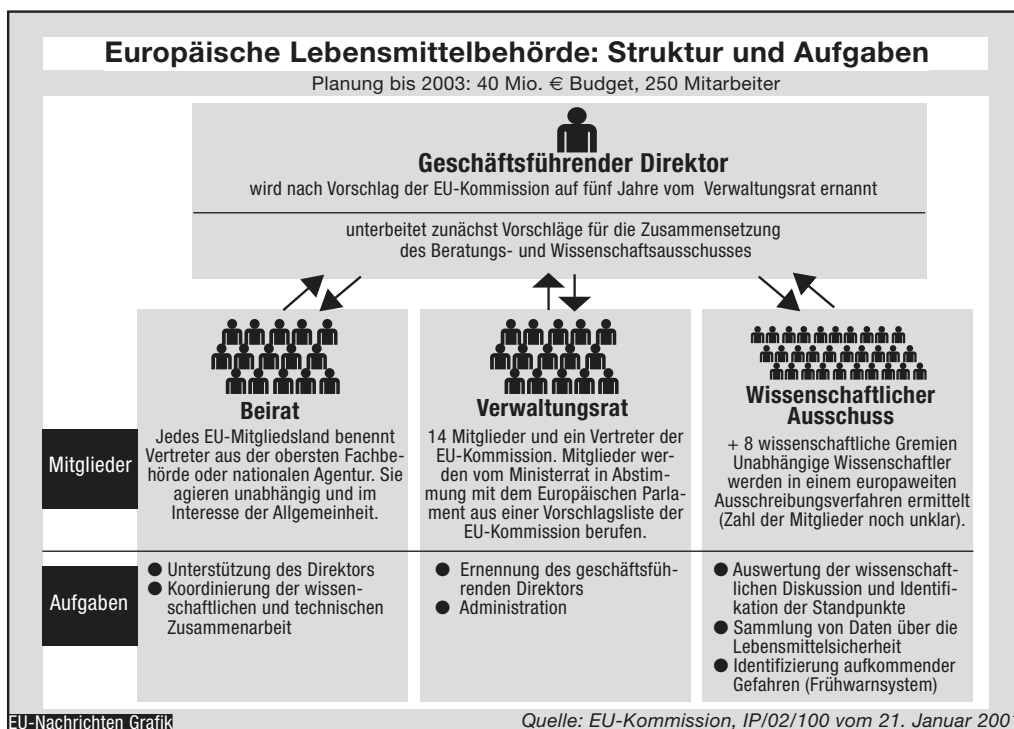 Europäische Lebensmittelbehörde: Struktur und Aufgaben
Planung bis 2003: 40 Mio. € Budget, 250 Mitarbeiter
Geschäftsführender Direktor
wird nach Vorschlag der EU-Kommission auf fünf Jahre vom Verwaltungsrat ernannt
unterbeitet zunächst Vorschläge für die Zusammensetzung
des Beratungs- und Wissenschaftsausschusses
Beirat
Verwaltungsrat
Wissenschaftlicher
Ausschuss
Mitglieder
Jedes EU-Mitgliedsland benennt
Vertreter aus der obersten Fachbe-
hörde oder nationalen Agentur. Sie
agieren unabhängig und im
Interesse der Allgemeinheit.
14 Mitglieder und ein Vertreter der
EU-Kommission. Mitglieder wer-
den vom Ministerrat in Abstim-
mung mit dem Europäischen Parla-
ment aus einer Vorschlagsliste der
EU-Kommission berufen.
+ 8 wissenschaftliche Gremien
Unabhängige Wissenschaftler
werden in einem europaweiten
Ausschreibungsverfahren ermittelt
(Zahl der Mitglieder noch unklar).
Aufgaben
● Unterstützung des Direktors
● Koordinierung der wissen-
schaftlichen und technischen
Zusammenarbeit
● Ernennung des geschäftsfüh-
renden Direktors
● Administration
● Auswertung der wissenschaft-
lichen Diskussion und Identifi-
kation der Standpunkte
● Sammlung von Daten über die
Lebensmittelsicherheit
● Identifizierung aufkommender
Gefahren (Frühwarnsystem)
EU-Nachrichten Grafik
Quelle: EU-Kommission, IP/02/100 vom 21. Januar 2001